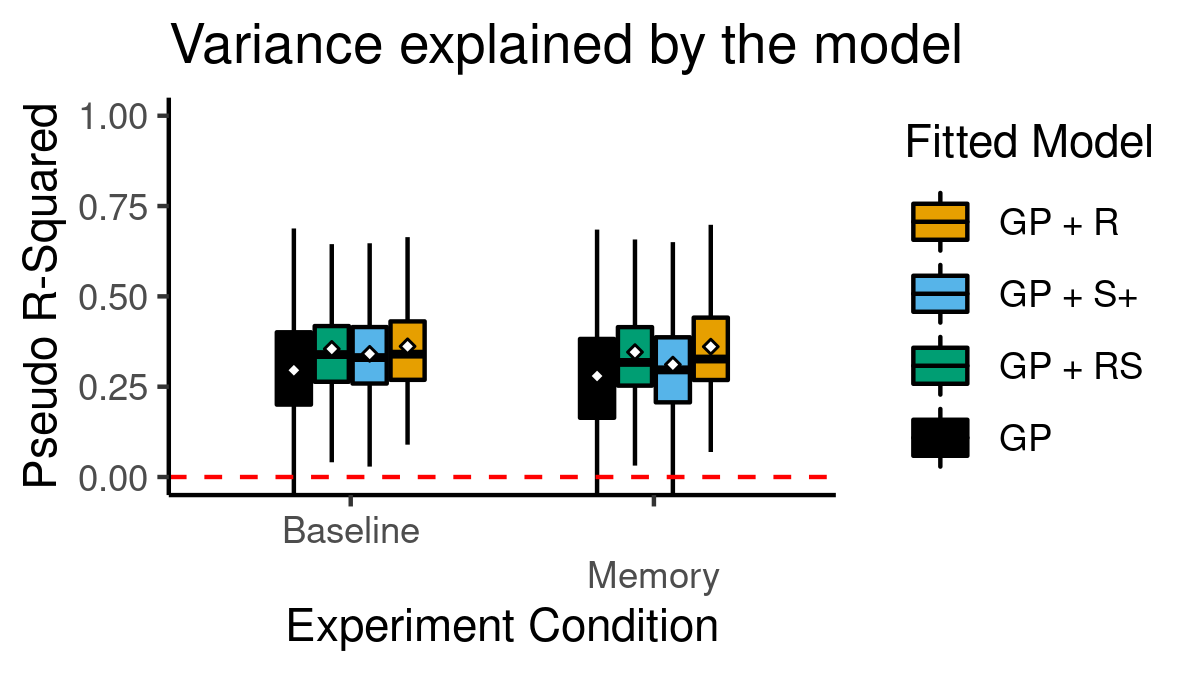 Variance explained by the model
Pseudo R-Squared
1.00
0.75
0.50
0.25
0.00
Baseline
Memory
Experiment Condition
Fitted Model
GP + R
GP + S+
GP + RS
GP